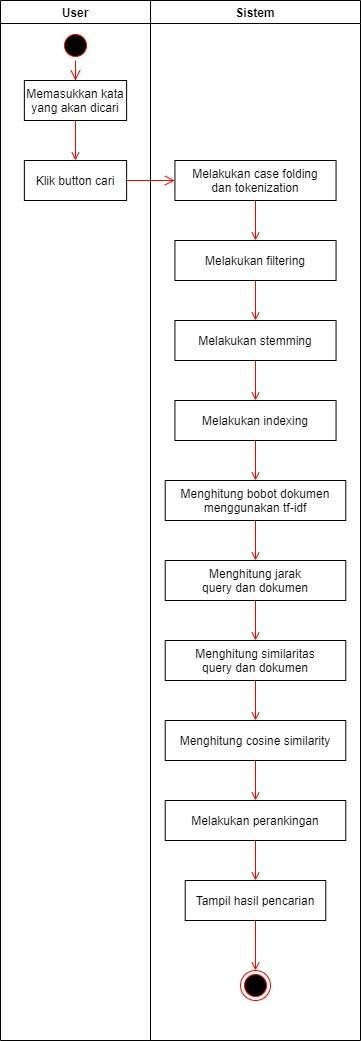 User
Sistem
Memasukkan kata
yang akan dicari
Klik button cari
Melakukan case folding
dan tokenization
Melakukan filtering
Melakukan stemming
Melakukan indexing
Menghitung bobot dokumen
menggunakan tf-idf
Menghitung jarak
query dan dokumen
Menghitung similaritas
query dan dokumen
Menghitung cosine similarity
Melakukan perankingan
Tampil hasil pencarian